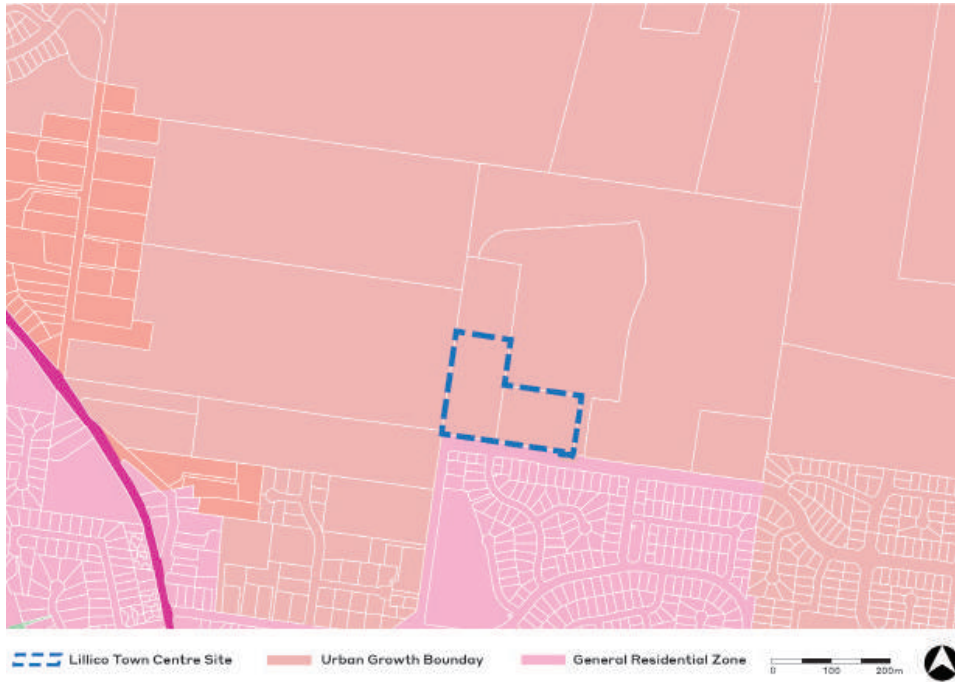 Lillico Town Centre Site
Urban Growth Bounday
General Residential Zone
0 100 200m